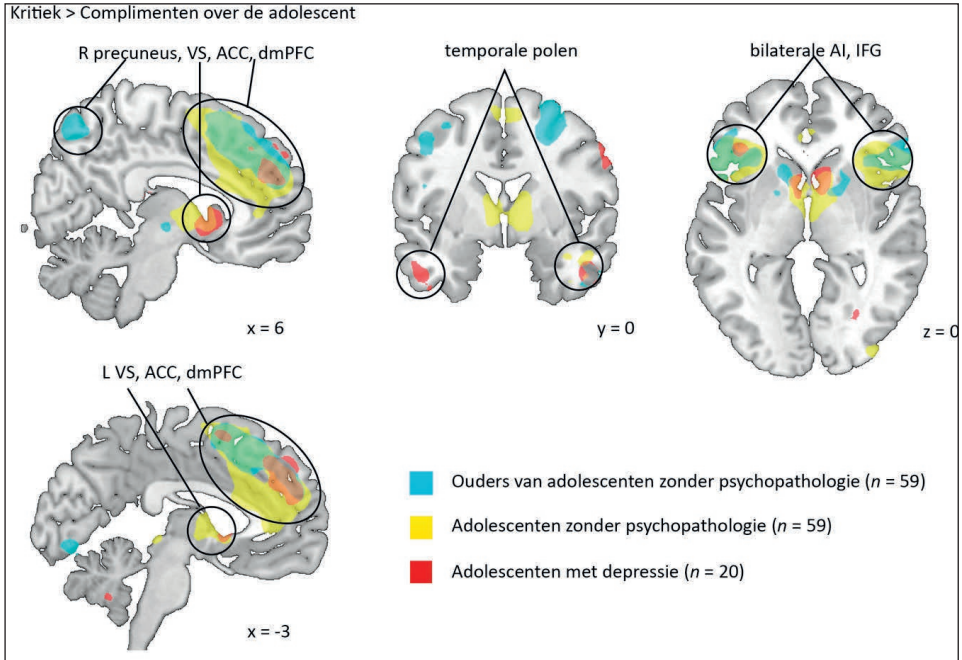 Kritiek > Complimenten over de adolescent
R precuneus, VS, ACC, dmPFC
temporale polen
bilaterale AI, IFG
x = 6
y = 0
z = 0
L VS, ACC, dmPFC
x = -3
Ouders van adolescenten zonder psychopathologie (n = 59)
Adolescenten zonder psychopathologie (n = 59)
Adolescenten met depressie (n = 20)